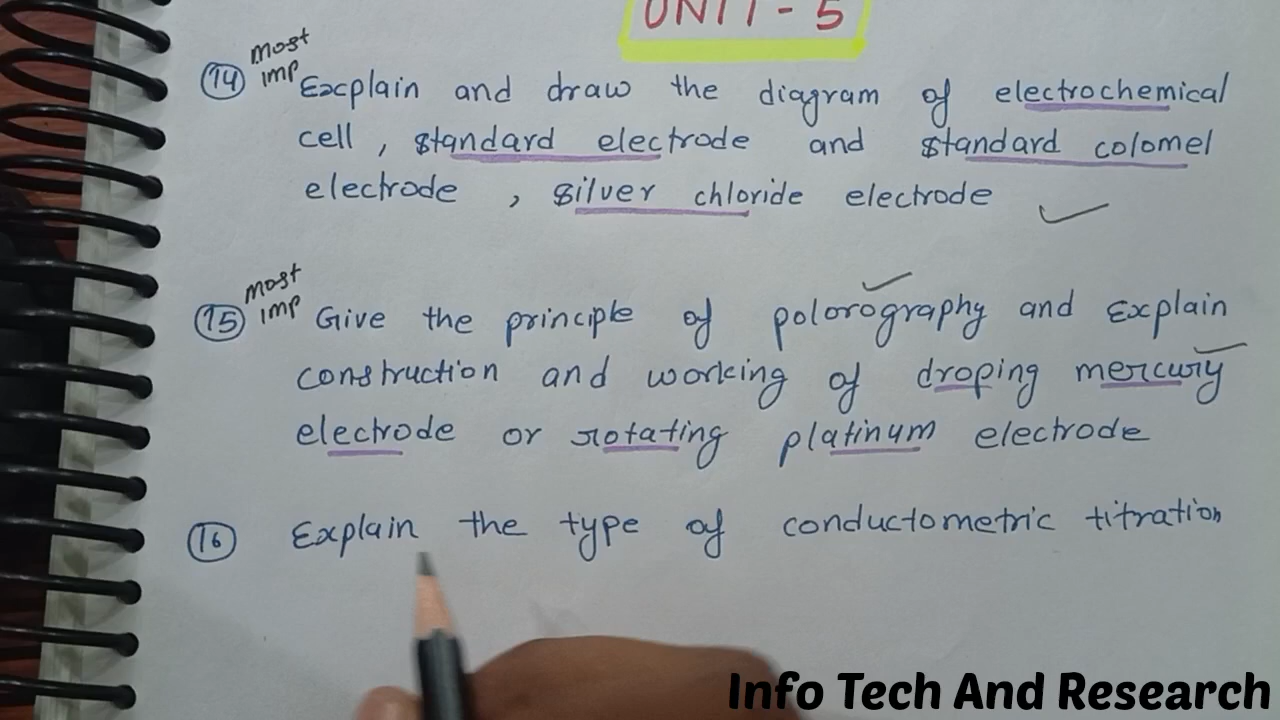 UNIT - 5
most
imp
14 Explain and draw the diagram of electrochemical
cell, standard electrode and standard colomel
electrode, silver chloride electrode
most
imp
15 Give the principle of polorography and explain
construction and working of droping mercury
electrode or rotating platinum electrode
16 Explain the type of conductometric titration
Info Tech And Research